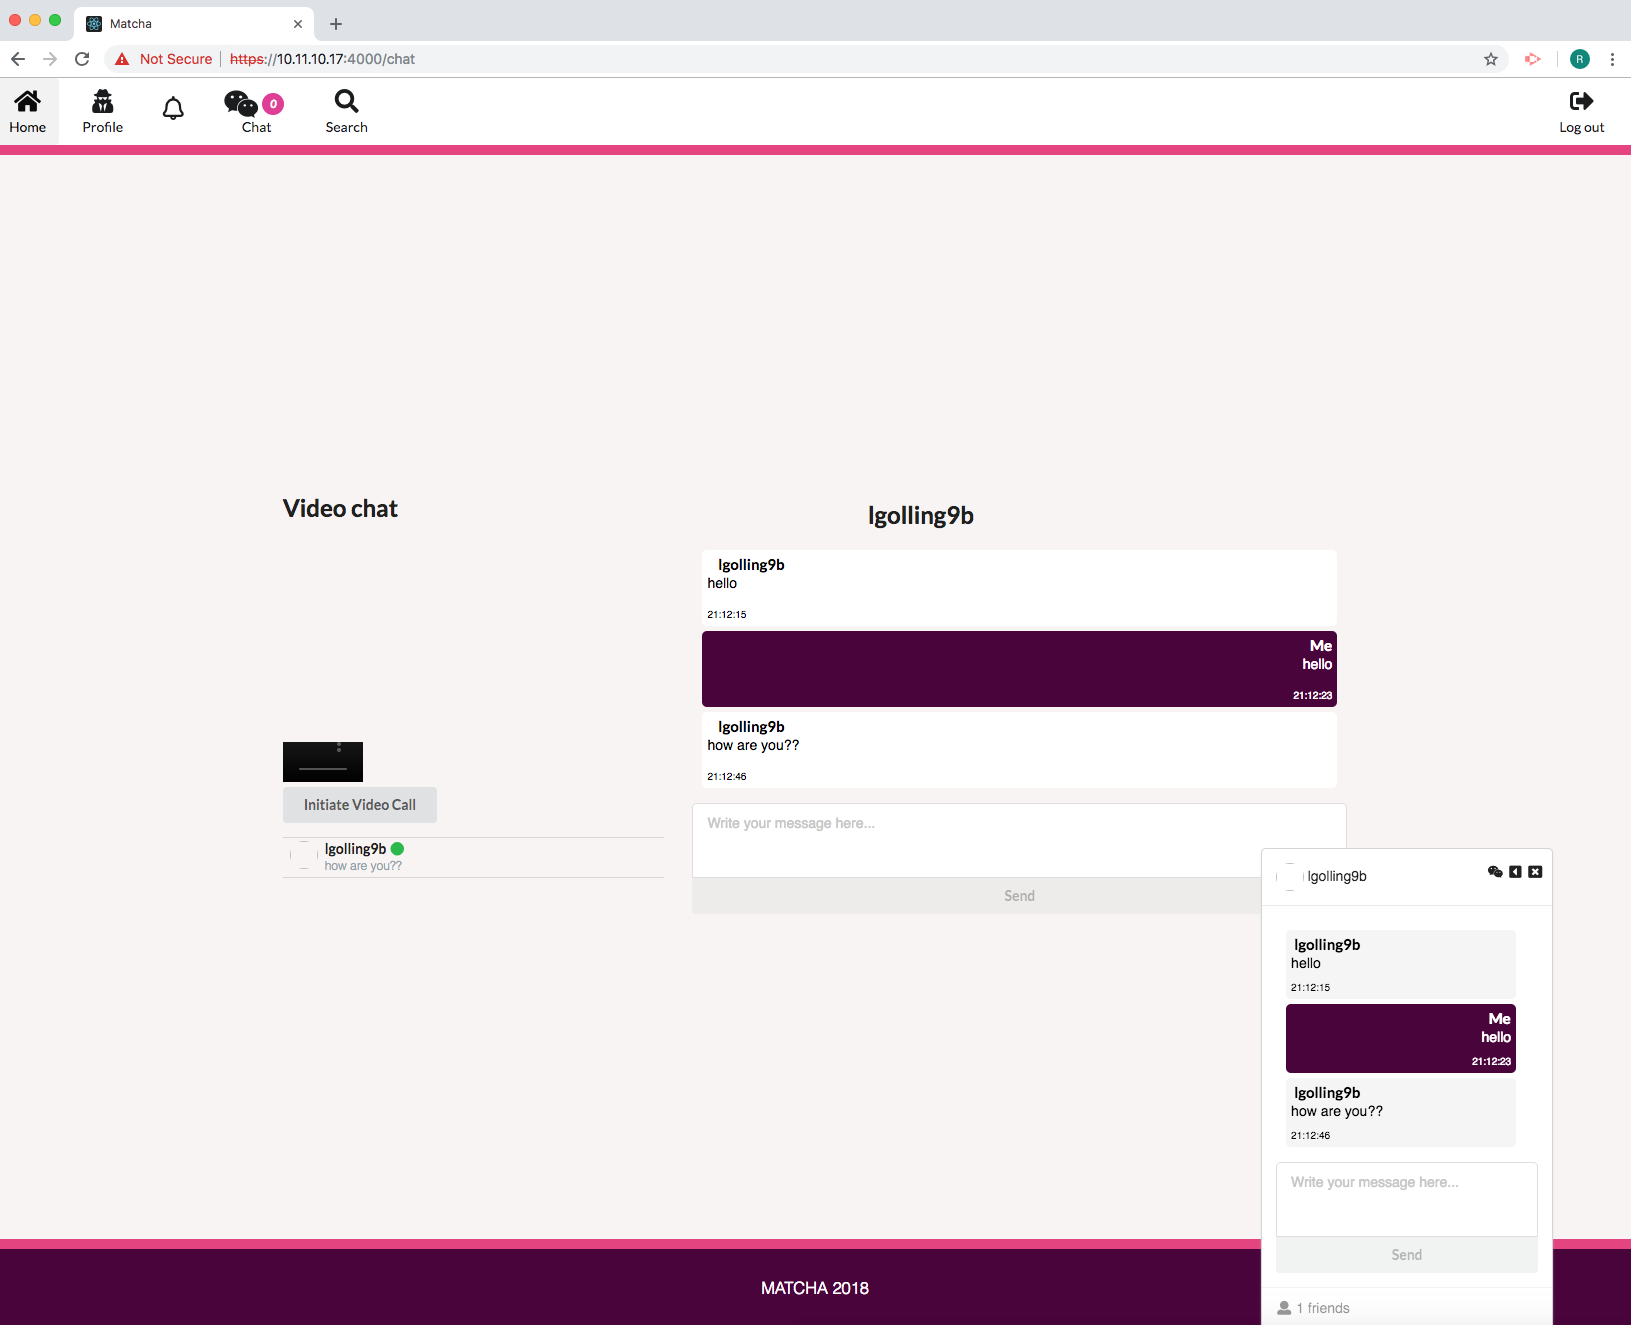 Matcha
Not Secure https://10.11.10.17:4000/chat
R
0
Home
Profile
Chat
Search
Log out
Video chat
Initiate Video Call
lgolling9b
how are you??
lgolling9b
lgolling9b
hello
21:12:15
Me
hello
21:12:23
lgolling9b
how are you??
21:12:46
Write your message here...
Send
lgolling9b
lgolling9b
hello
21:12:15
Me
hello
21:12:23
lgolling9b
how are you??
21:12:46
Write your message here...
Send
1 friends
MATCHA 2018